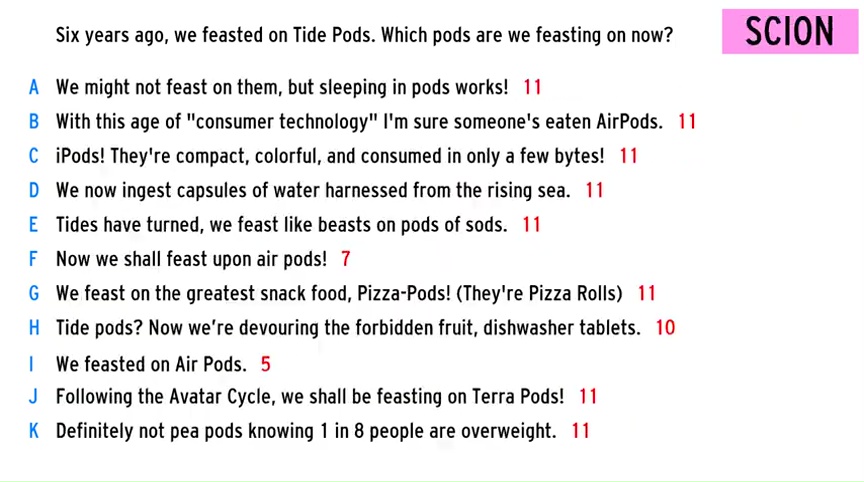 Six years ago, we feasted on Tide Pods. Which pods are we feasting on now?
SCION
A We might not feast on them, but sleeping in pods works! 11
B With this age of "consumer technology" I'm sure someone's eaten AirPods. 11
C iPods! They're compact, colorful, and consumed in only a few bytes! 11
D We now ingest capsules of water harnessed from the rising sea. 11
E Tides have turned, we feast like beasts on pods of sods. 11
F Now we shall feast upon air pods! 7
G We feast on the greatest snack food, Pizza-Pods! (They're Pizza Rolls) 11
H Tide pods? Now we're devouring the forbidden fruit, dishwasher tablets. 10
I We feasted on Air Pods. 5
J Following the Avatar Cycle, we shall be feasting on Terra Pods! 11
K Definitely not pea pods knowing 1 in 8 people are overweight. 11